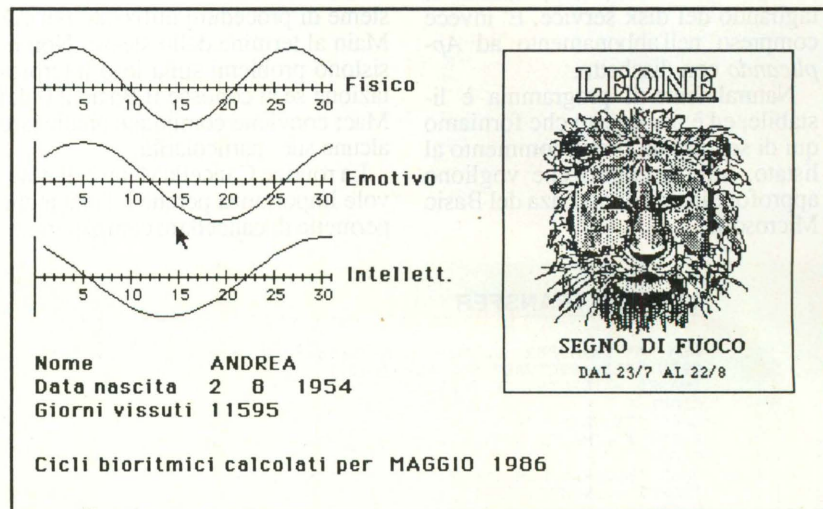 Fisico
5 10 15 20 25 30
Emotivo
5 10 15 20 25 30
Intellett.
5 10 15 20 25 30
LEONE
SEGNO DI FUOCO
DAL 23/7 AL 22/8
Nome ANDREA
Data nascita 2 8 1954
Giorni vissuti 11595
Cicli bioritmici calcolati per MAGGIO 1986